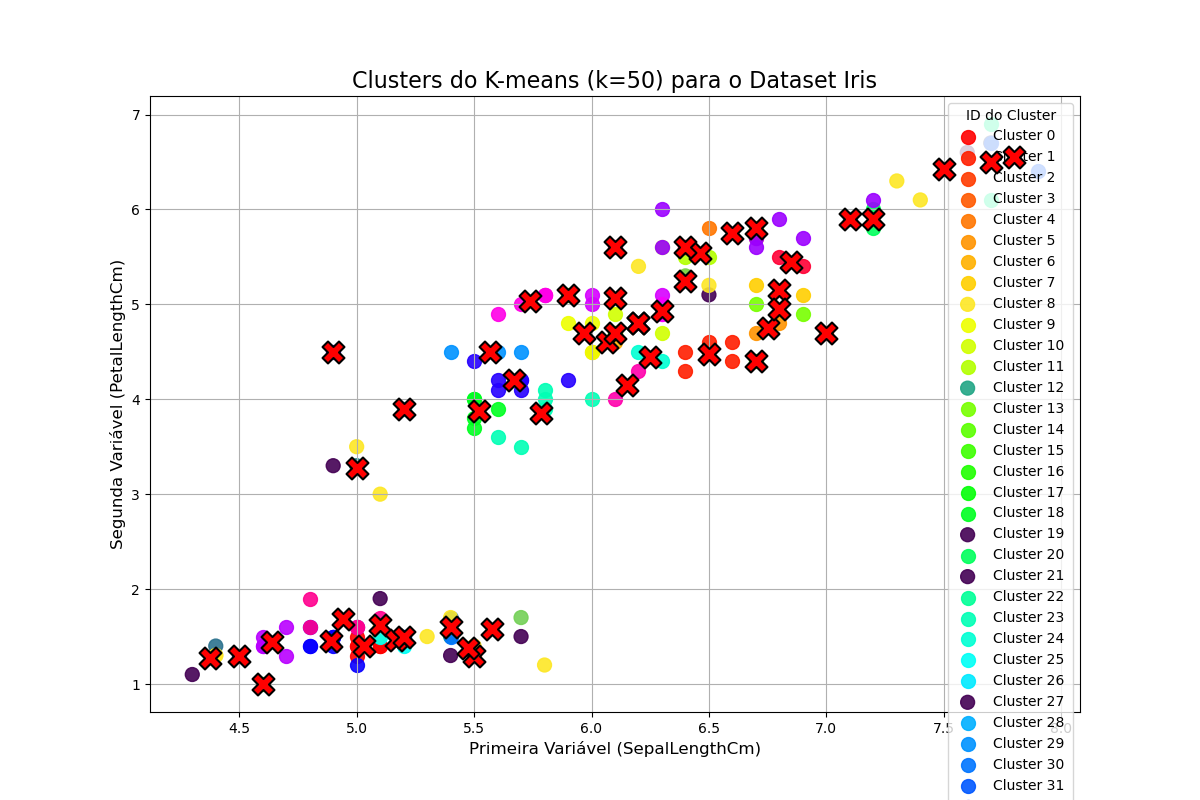 Clusters do K-means (k=50) para o Dataset Iris
7
6
5
4
3
2
1
Segunda Variável (PetalLengthCm)
4.5
5.0
5.5
6.0
6.5
7.0
7.5
8.0
Primeira Variável (SepalLengthCm)
ID do Cluster
Cluster 0
Cluster 1
Cluster 2
Cluster 3
Cluster 4
Cluster 5
Cluster 6
Cluster 7
Cluster 8
Cluster 9
Cluster 10
Cluster 11
Cluster 12
Cluster 13
Cluster 14
Cluster 15
Cluster 16
Cluster 17
Cluster 18
Cluster 19
Cluster 20
Cluster 21
Cluster 22
Cluster 23
Cluster 24
Cluster 25
Cluster 26
Cluster 27
Cluster 28
Cluster 29
Cluster 30
Cluster 31